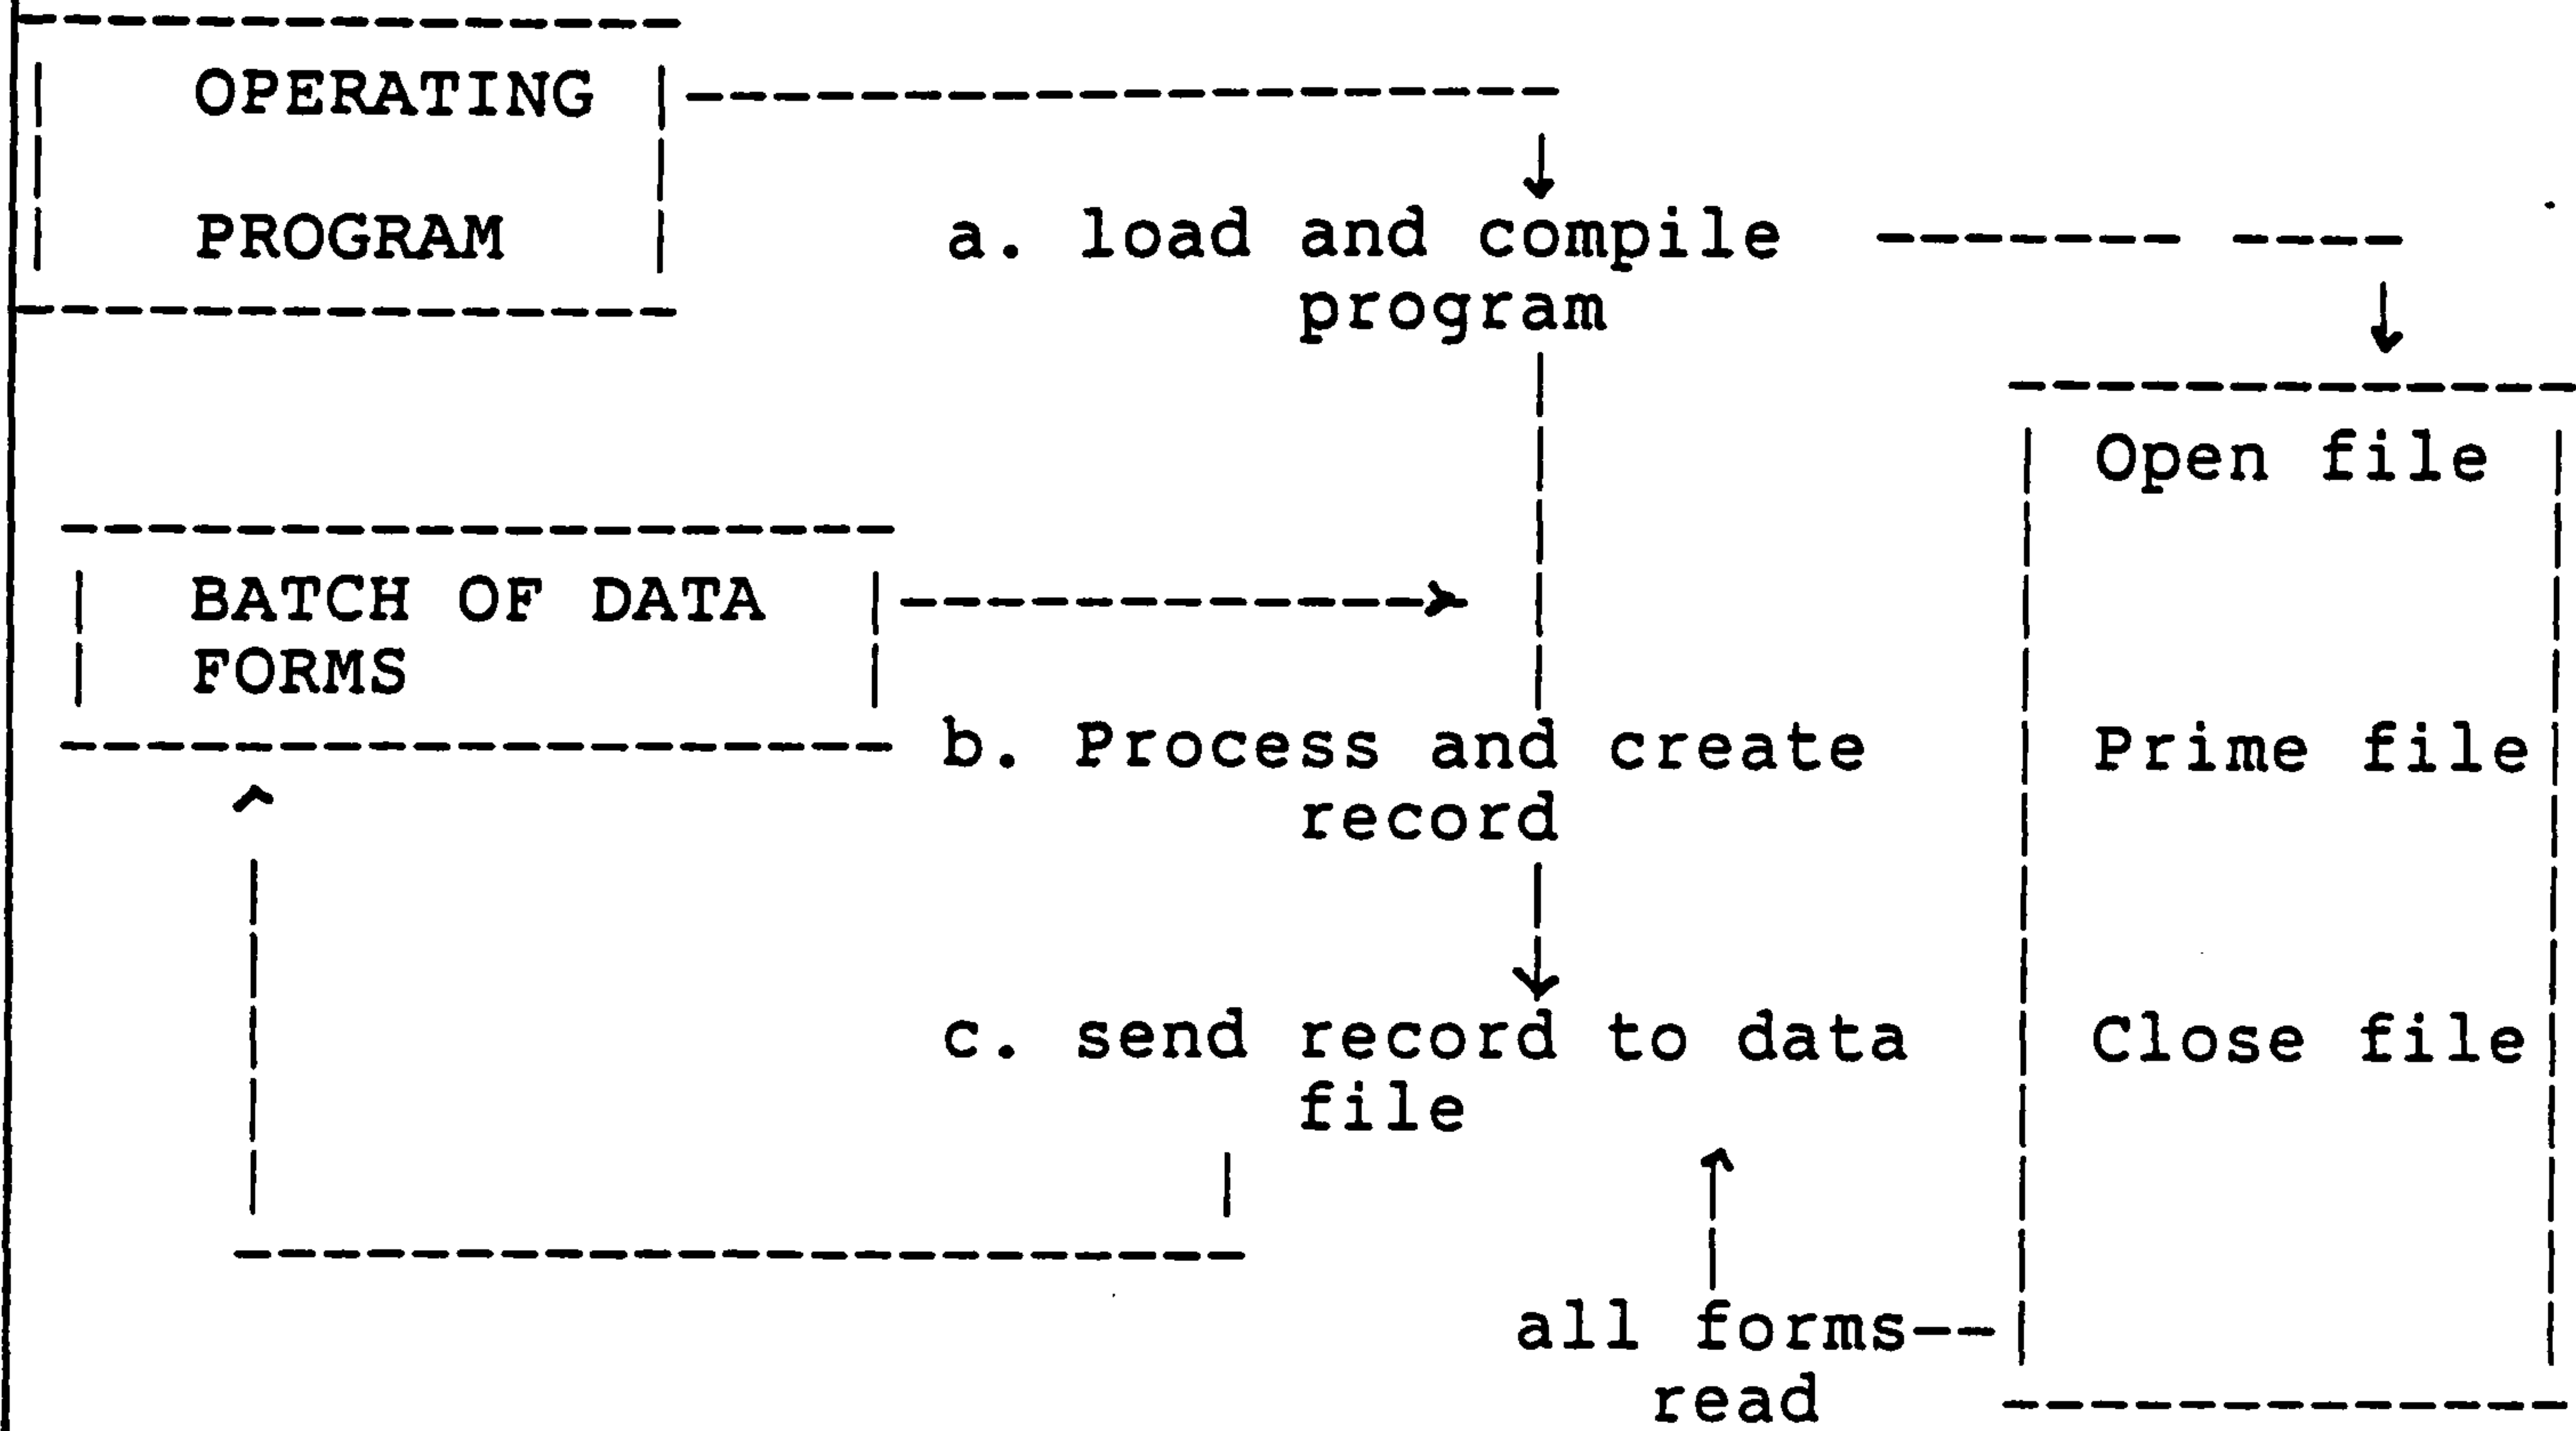 OPERATING
PROGRAM
a. load and compile
program
Open file
BATCH OF DATA
FORMS
b. Process and create
record
Prime file
c. send record to data
file
Close file
all forms
read